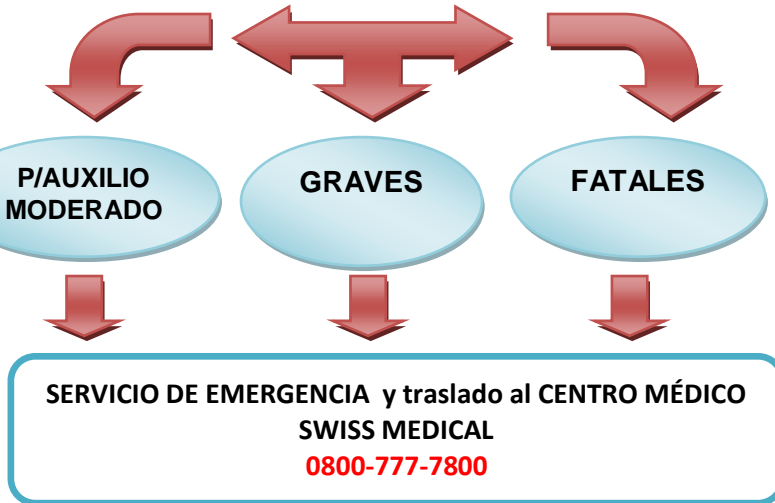 P/AUXILIO
MODERADO
GRAVES
FATALES
SERVICIO DE EMERGENCIA y traslado al CENTRO MÉDICO
SWISS MEDICAL
0800-777-7800